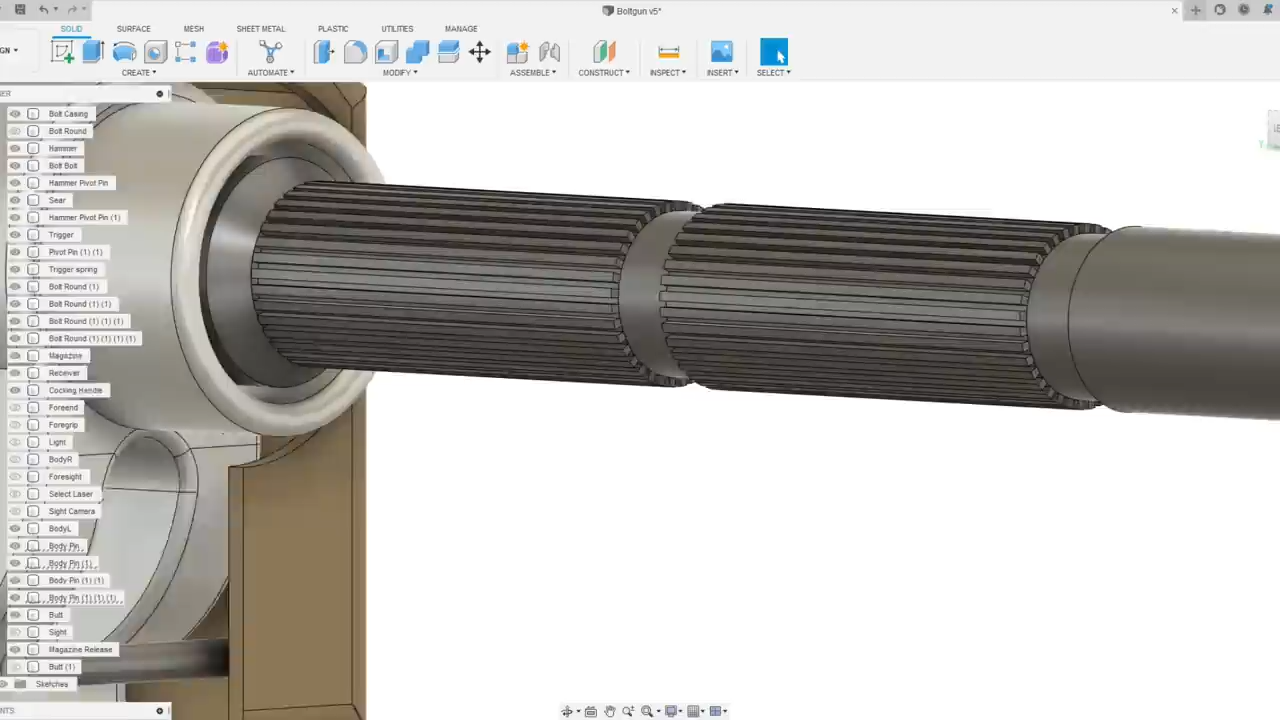 Boltgun v5*
SOLID SURFACE MESH SHEET METAL PLASTIC UTILITIES MANAGE
GN
CREATE AUTOMATE MODIFY ASSEMBLE CONSTRUCT INSPECT INSERT SELECT
ER
Bolt Casing
Bolt Round
Hammer
Bolt Bolt
Hammer Pivot Pin
Sear
Hammer Pivot Pin (1)
Trigger
Pivot Pin (1) (1)
Trigger spring
Bolt Round (1)
Bolt Round (1) (1)
Bolt Round (1) (1) (1)
Bolt Round (1) (1) (1) (1)
Magazine
Receiver
Cocking Handle
Foreend
Foregrip
Light
BodyR
Foresight
Select Laser
Sight Camera
BodyL
Body Pin
Body Pin (1)
Body Pin (1) (1)
Body Pin (1) (1) (1)
Butt
Sight
Magazine Release
Butt (1)
Sketches
NTS